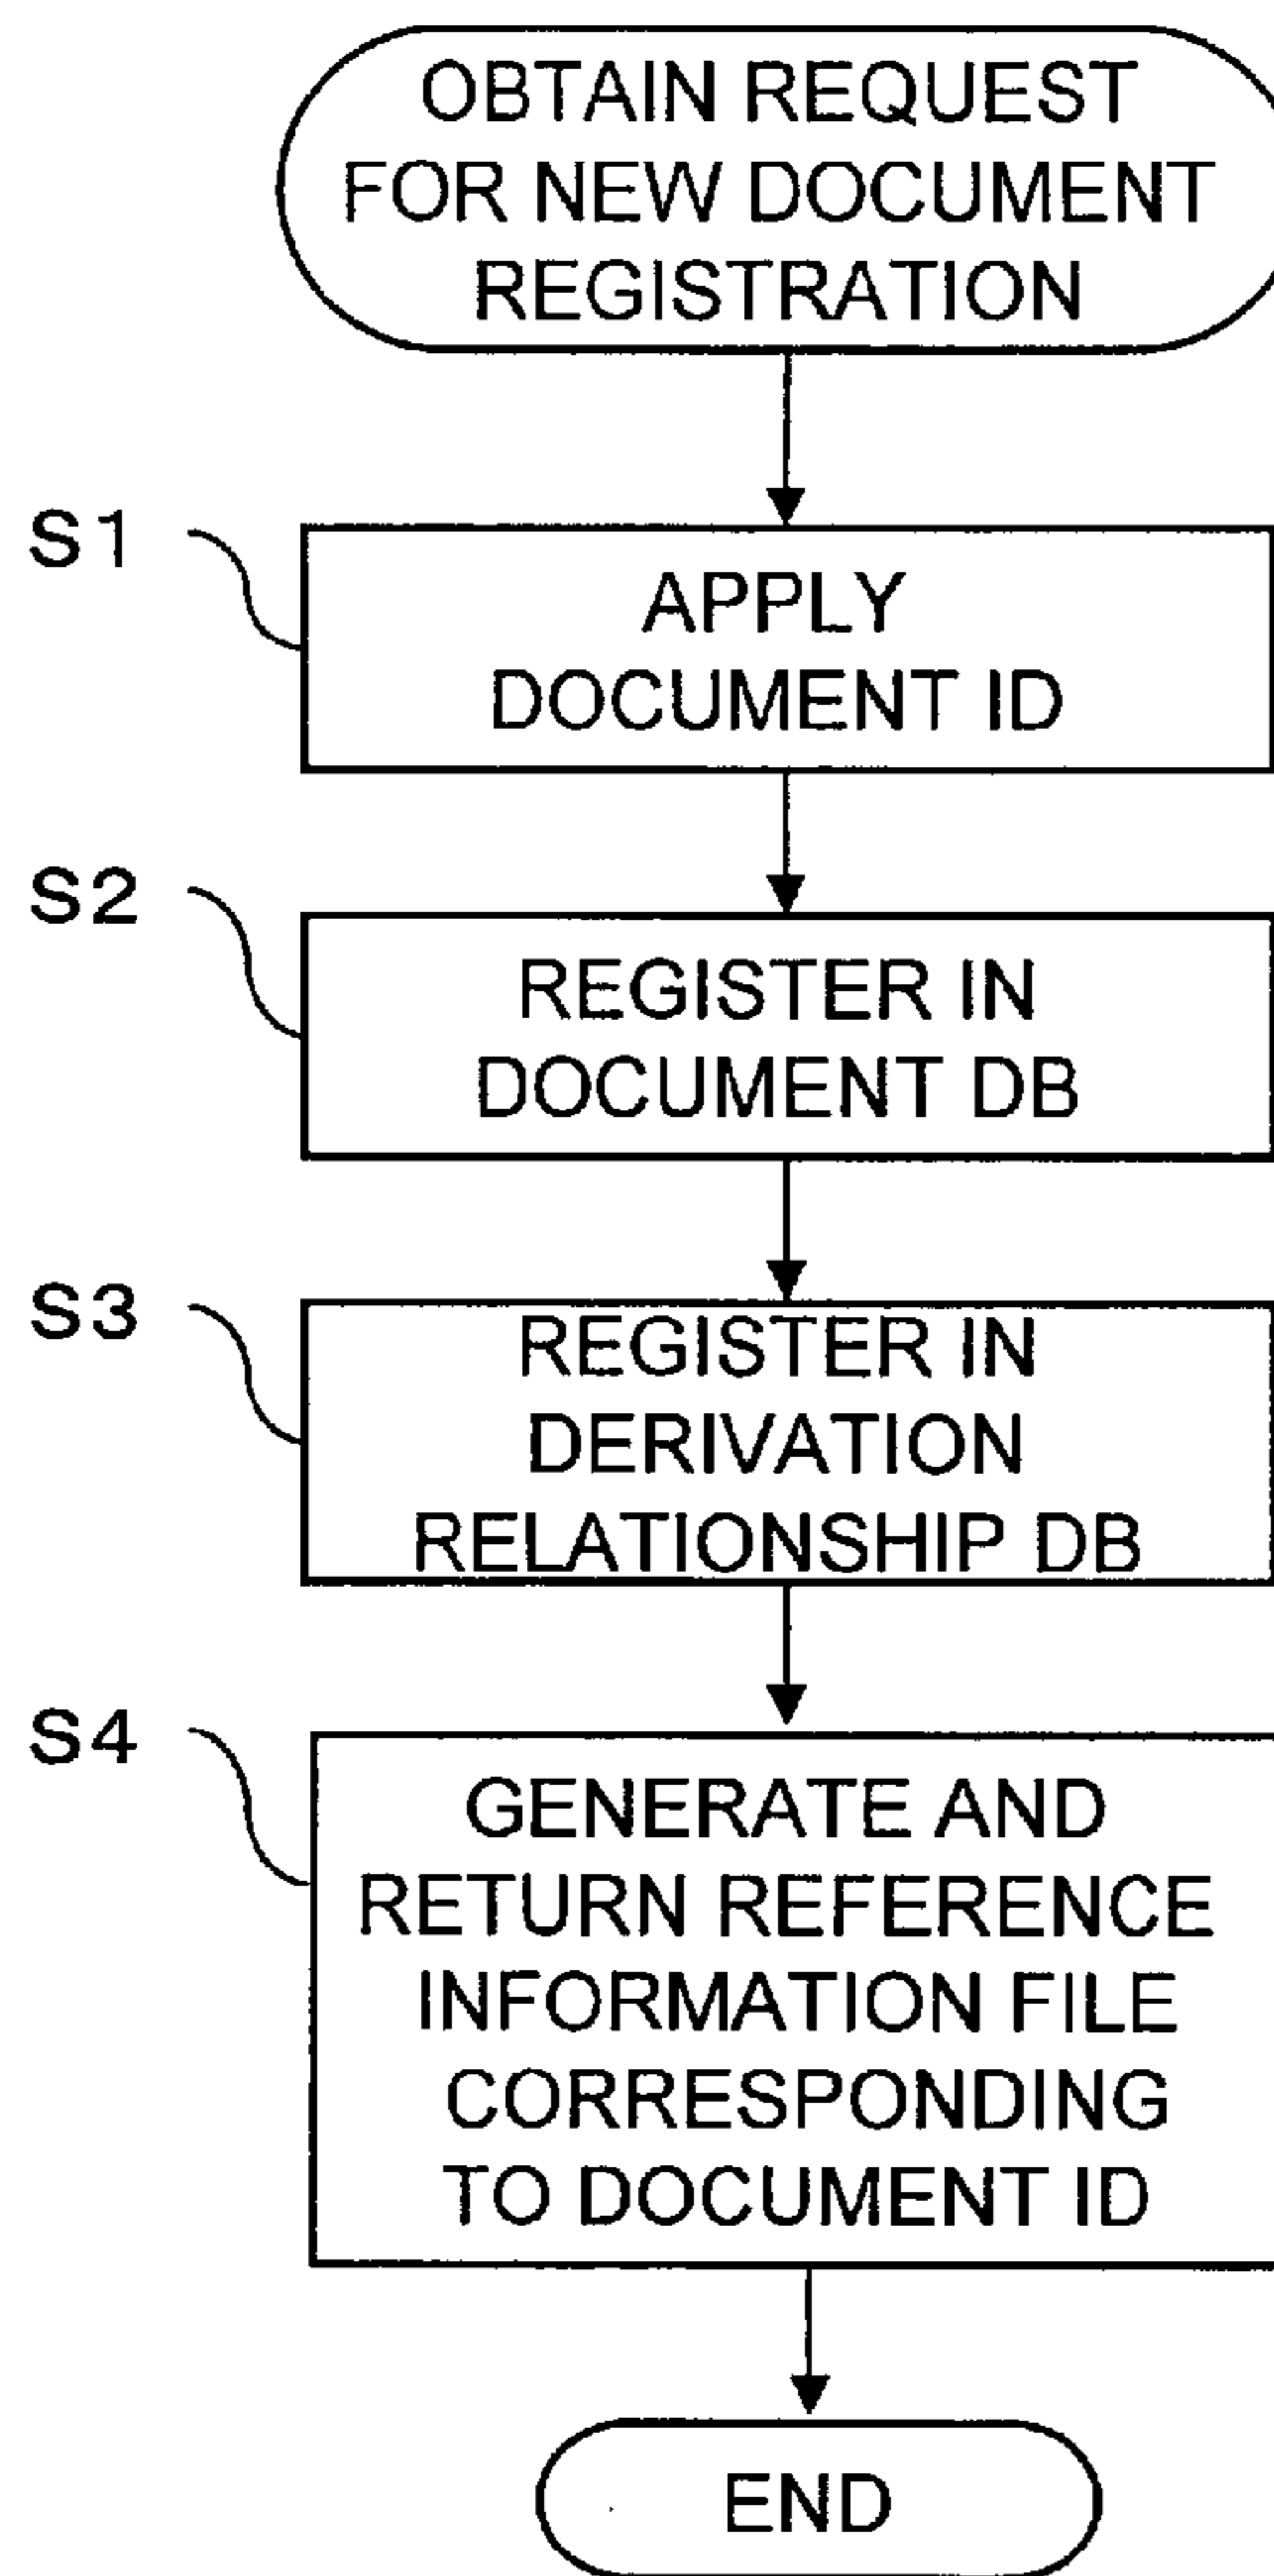 OBTAIN REQUEST
FOR NEW DOCUMENT
REGISTRATION
S1
APPLY
DOCUMENT ID
S2
REGISTER IN
DOCUMENT DB
S3
REGISTER IN
DERIVATION
RELATIONSHIP DB
S4
GENERATE AND
RETURN REFERENCE
INFORMATION FILE
CORRESPONDING
TO DOCUMENT ID
END